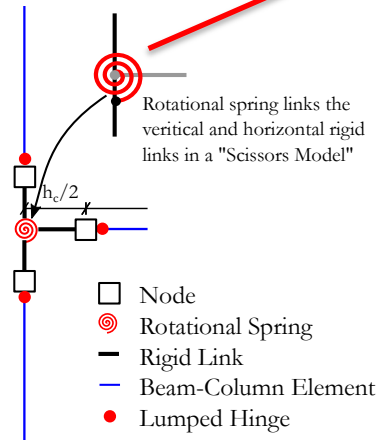 Rotational spring links the
veritical and horizontal rigid
links in a "Scissors Model"
h_c/2
Node
Rotational Spring
Rigid Link
Beam-Column Element
Lumped Hinge